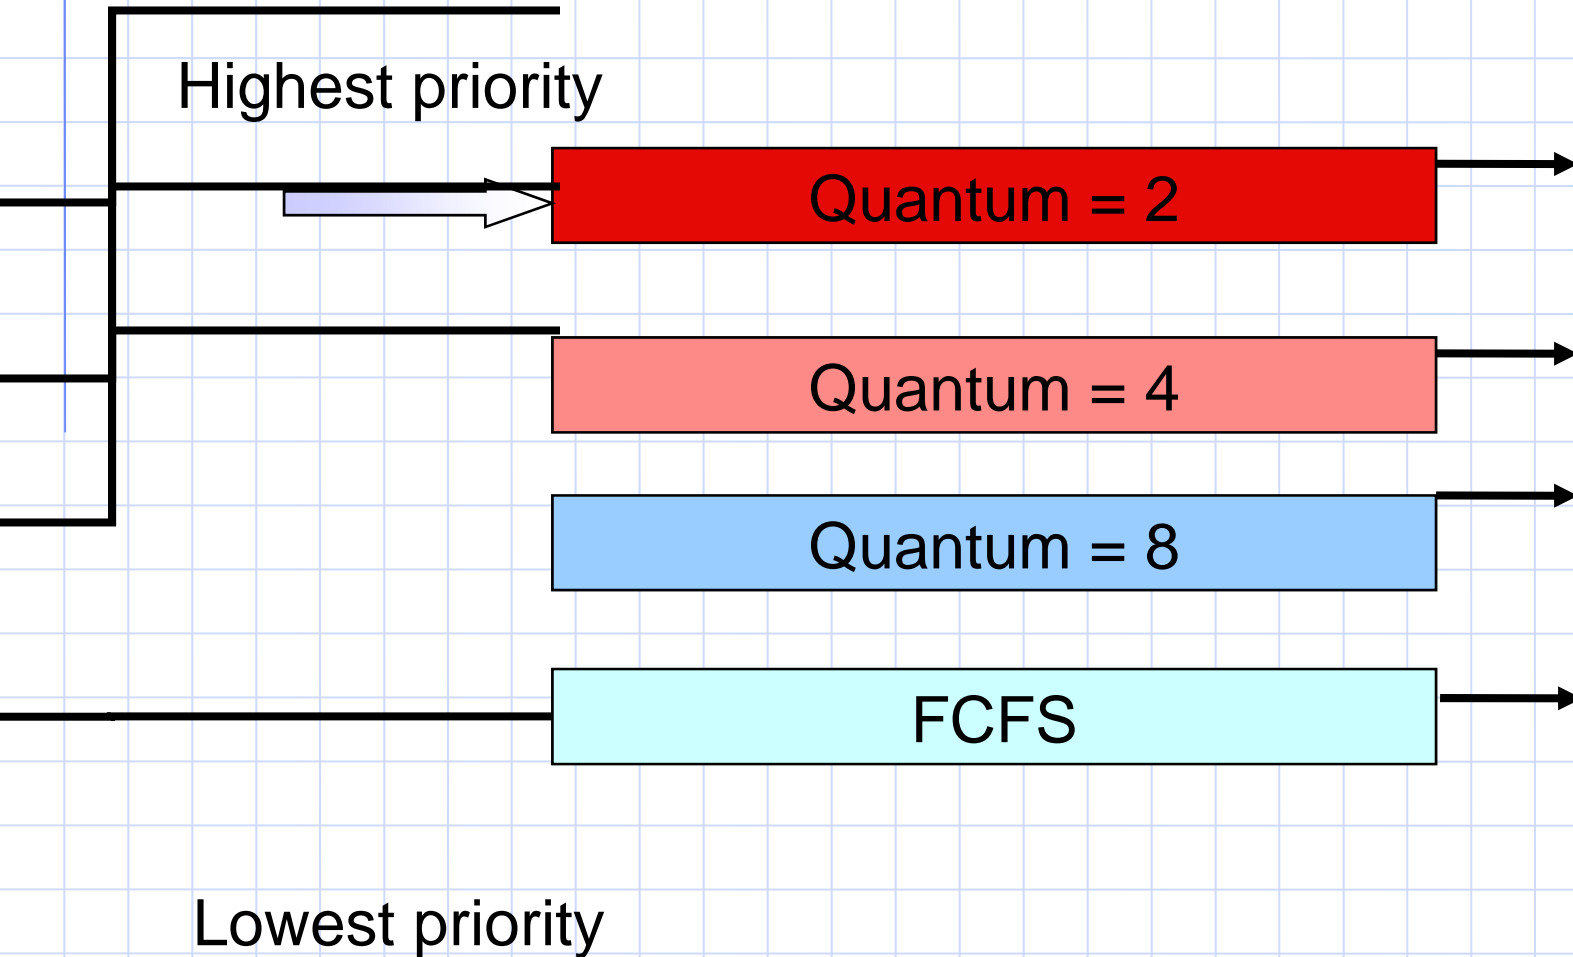 Highest priority
Quantum = 2
Quantum = 4
Quantum = 8
FCFS
Lowest priority